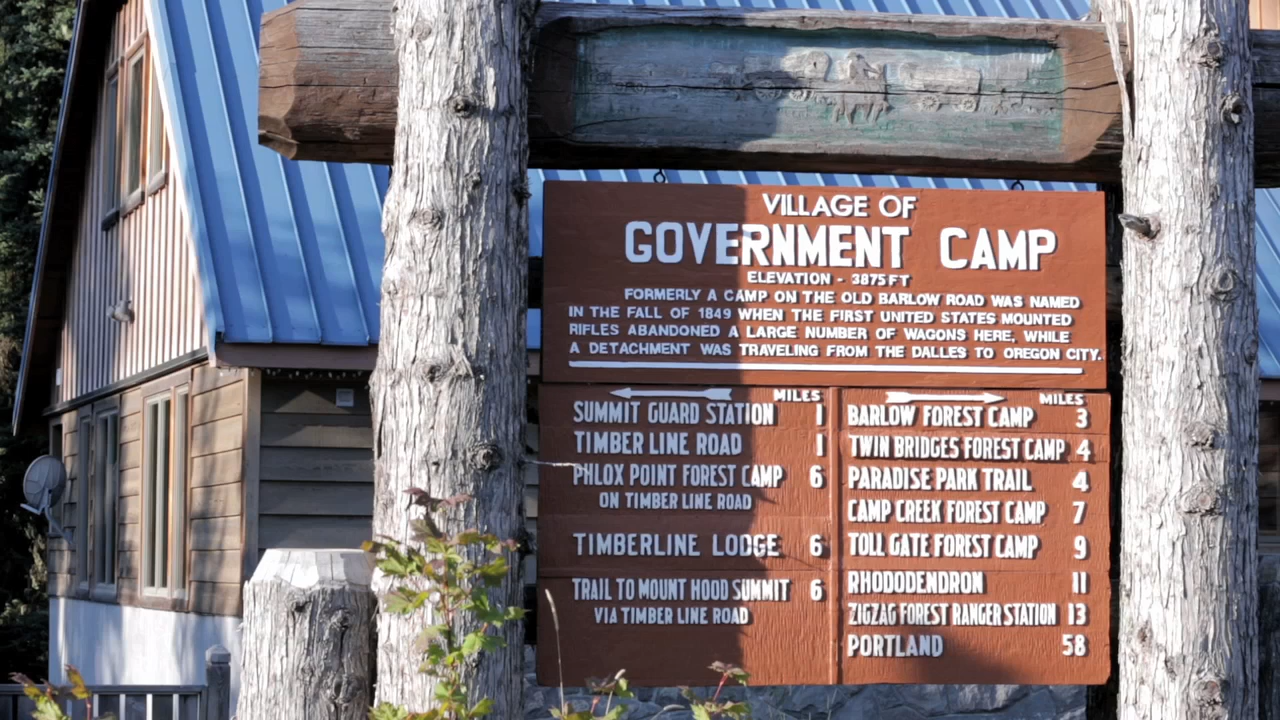 VILLAGE OF
GOVERNMENT CAMP
ELEVATION - 3875 FT
FORMERLY A CAMP ON THE OLD BARLOW ROAD WAS NAMED
IN THE FALL OF 1849 WHEN THE FIRST UNITED STATES MOUNTED
RIFLES ABANDONED A LARGE NUMBER OF WAGONS HERE, WHILE
A DETACHMENT WAS TRAVELING FROM THE DALLES TO OREGON CITY.
MILES
SUMMIT GUARD STATION 1
TIMBER LINE ROAD 1
PHLOX POINT FOREST CAMP 6
ON TIMBER LINE ROAD
TIMBERLINE LODGE 6
TRAIL TO MOUNT HOOD SUMMIT 6
VIA TIMBER LINE ROAD
MILES
BARLOW FOREST CAMP 3
TWIN BRIDGES FOREST CAMP 4
PARADISE PARK TRAIL 4
CAMP CREEK FOREST CAMP 7
TOLL GATE FOREST CAMP 9
RHODODENDRON 11
ZIGZAG FOREST RANGER STATION 13
PORTLAND 58